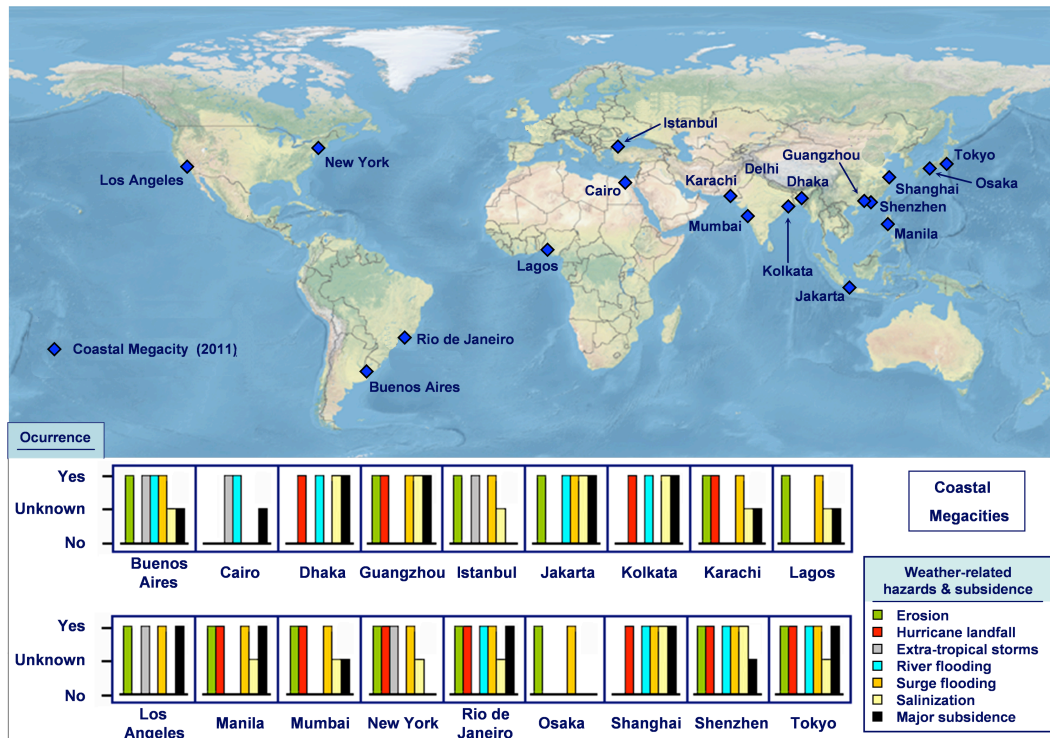 Istanbul
New York
Los Angeles
Cairo
Karachi
Delhi
Dhaka
Guangzhou
Tokyo
Osaka
Shanghai
Shenzhen
Mumbai
Manila
Lagos
Kolkata
Jakarta
Rio de Janeiro
Coastal Megacity (2011)
Buenos Aires
Ocurrence
Yes
Unknown
No
Buenos
Aires
Cairo
Dhaka
Guangzhou
Istanbul
Jakarta
Kolkata
Karachi
Lagos
Coastal
Megacities
Yes
Unknown
No
Los
Angeles
Manila
Mumbai
New York
Rio de
Janeiro
Osaka
Shanghai
Shenzhen
Tokyo
Weather-related
hazards & subsidence
Erosion
Hurricane landfall
Extra-tropical storms
River flooding
Surge flooding
Salinization
Major subsidence